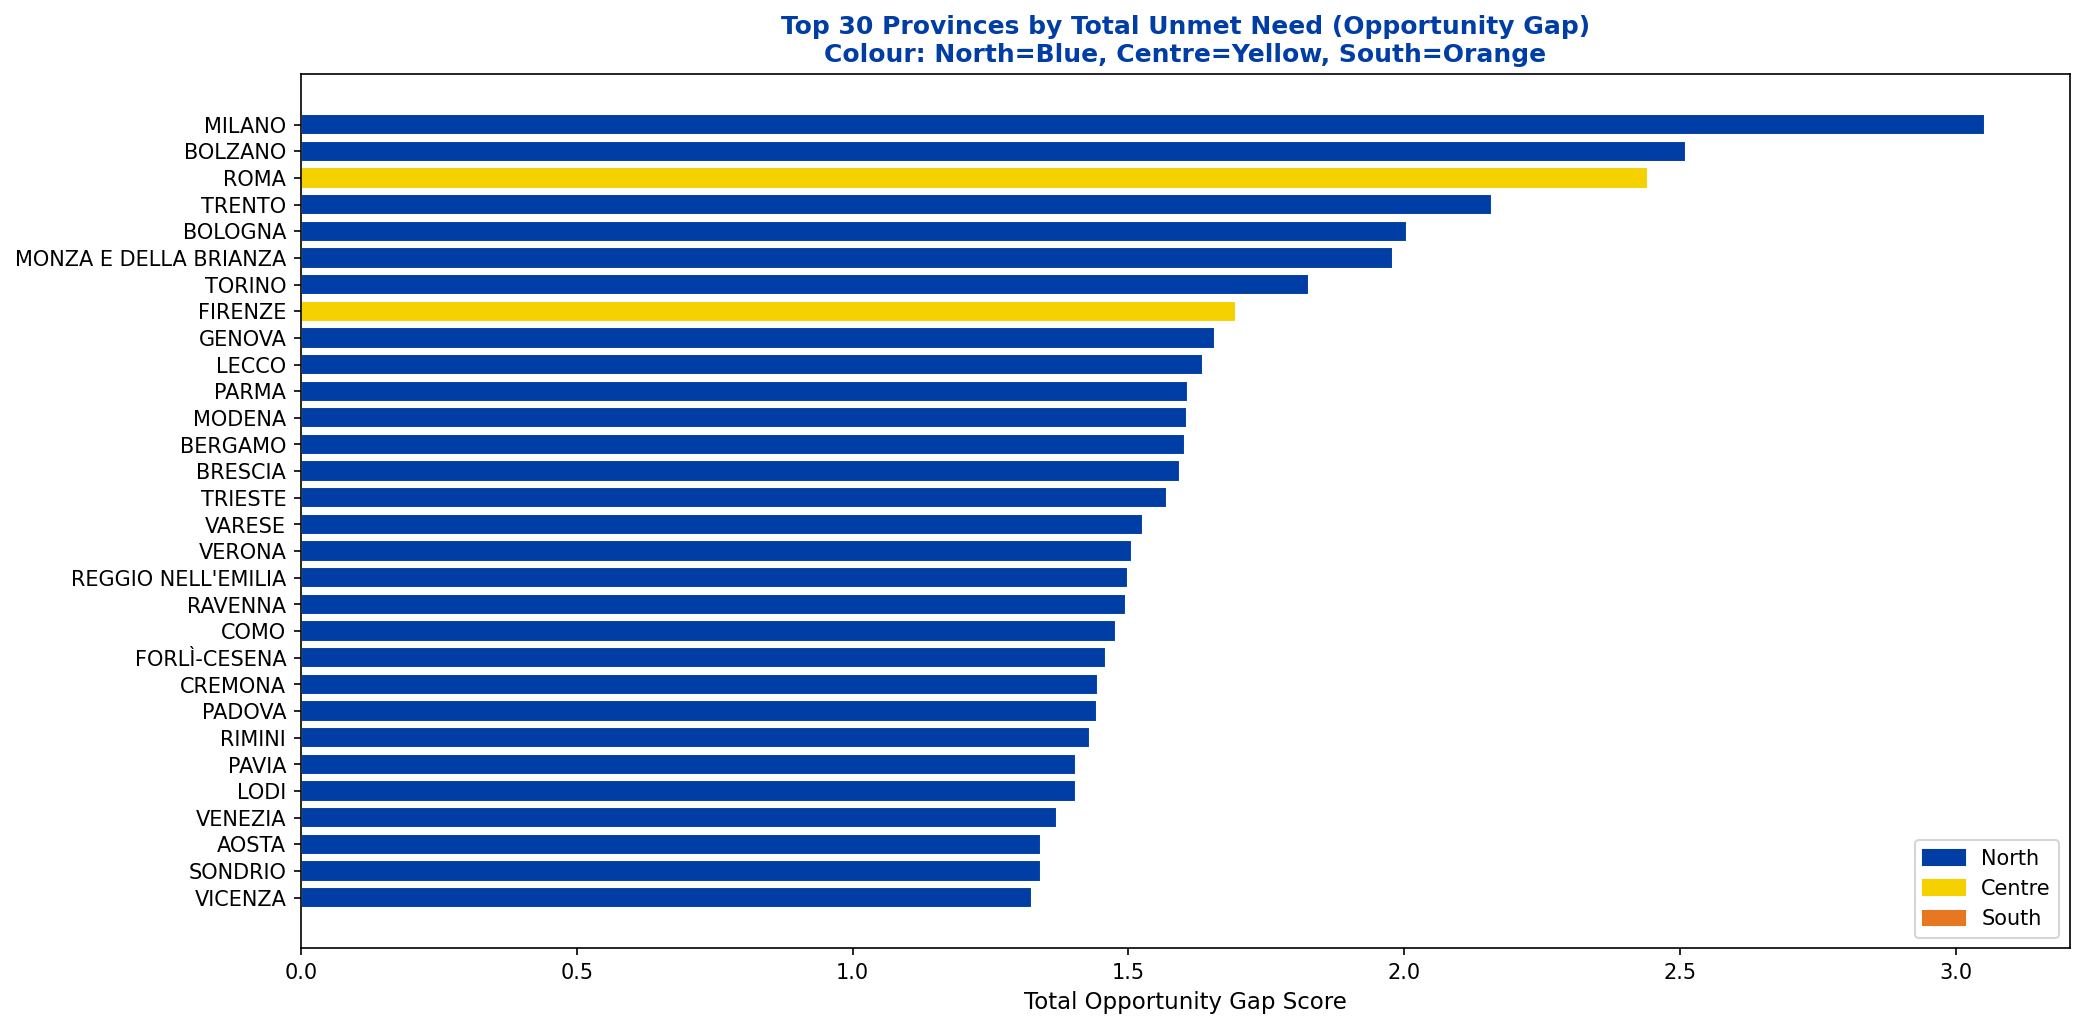 Top 30 Provinces by Total Unmet Need (Opportunity Gap)
Colour: North=Blue, Centre=Yellow, South=Orange
MILANO
BOLZANO
ROMA
TRENTO
BOLOGNA
MONZA E DELLA BRIANZA
TORINO
FIRENZE
GENOVA
LECCO
PARMA
MODENA
BERGAMO
BRESCIA
TRIESTE
VARESE
VERONA
REGGIO NELL'EMILIA
RAVENNA
COMO
FORLÌ-CESENA
CREMONA
PADOVA
RIMINI
PAVIA
LODI
VENEZIA
AOSTA
SONDRIO
VICENZA
North
Centre
South
0.0 0.5 1.0 1.5 2.0 2.5 3.0
Total Opportunity Gap Score